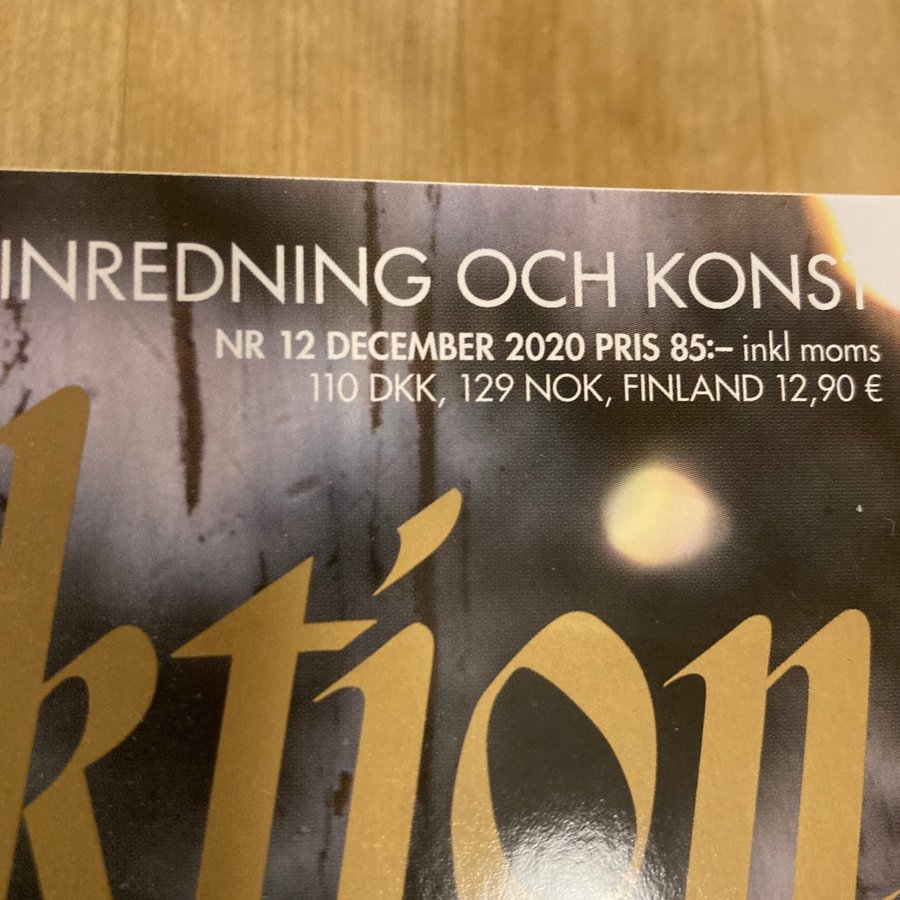 INREDNING OCH KONST
NR 12 DECEMBER 2020 PRIS 85:– inkl moms
110 DKK, 129 NOK, FINLAND 12,90 €
ktion